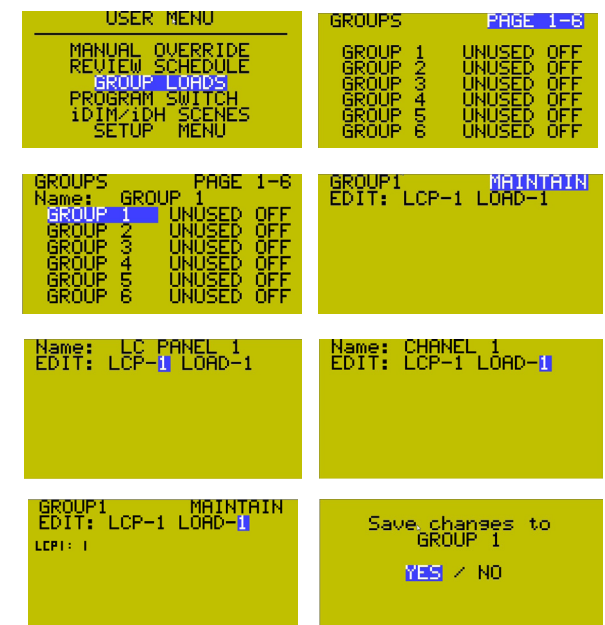 USER MENU
MANUAL OVERRIDE
REVIEW SCHEDULE
GROUP LOADS
PROGRAM SWITCH
iDIM/iDH SCENES
SETUP MENU
GROUPS PAGE 1-6
GROUP 1 UNUSED OFF
GROUP 2 UNUSED OFF
GROUP 3 UNUSED OFF
GROUP 4 UNUSED OFF
GROUP 5 UNUSED OFF
GROUP 6 UNUSED OFF
GROUPS PAGE 1-6
Name: GROUP 1
GROUP 1 UNUSED OFF
GROUP 2 UNUSED OFF
GROUP 3 UNUSED OFF
GROUP 4 UNUSED OFF
GROUP 5 UNUSED OFF
GROUP 6 UNUSED OFF
GROUP1 MAINTAIN
EDIT: LCP-1 LOAD-1
Name: LC PANEL 1
EDIT: LCP-1 LOAD-1
Name: CHANEL 1
EDIT: LCP-1 LOAD-1
GROUP1 MAINTAIN
EDIT: LCP-1 LOAD-1
LCP1: 1
Save changes to
GROUP 1
YES / NO